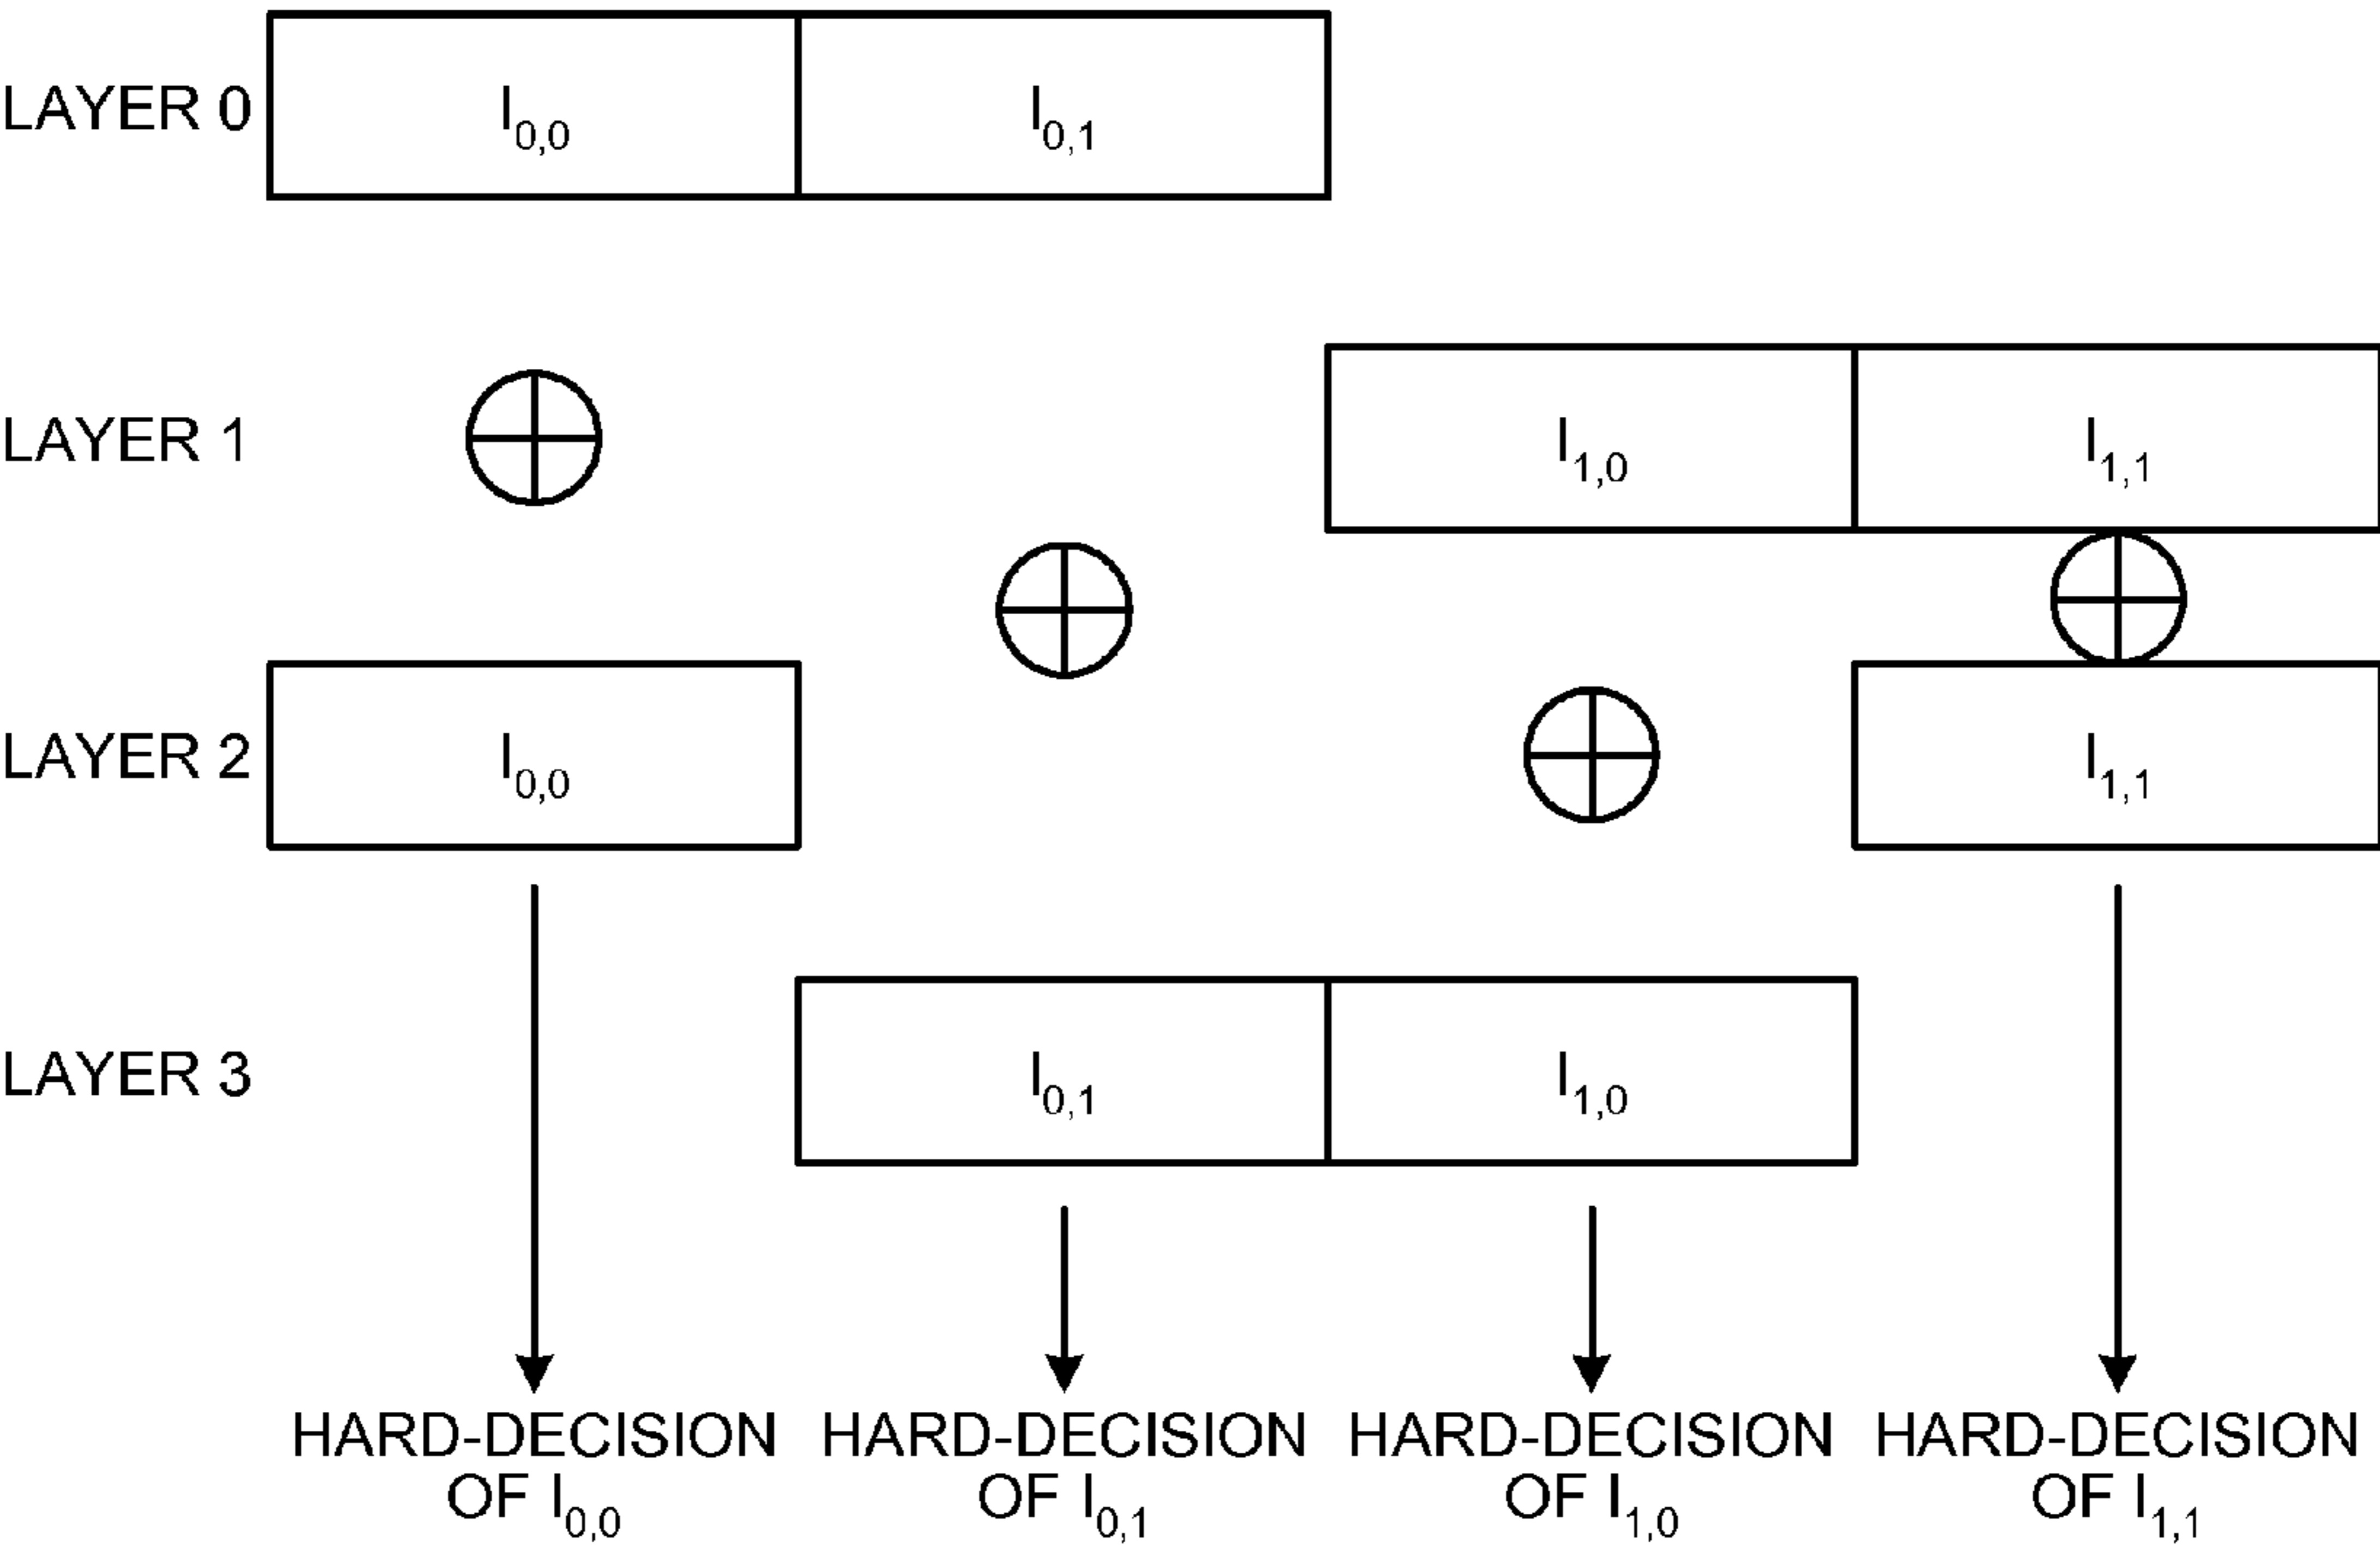 LAYER 0
I0,0
I0,1
LAYER 1
I1,0
I1,1
LAYER 2
I0,0
I1,1
LAYER 3
I0,1
I1,0
HARD-DECISION
OF I0,0
HARD-DECISION
OF I0,1
HARD-DECISION
OF I1,0
HARD-DECISION
OF I1,1